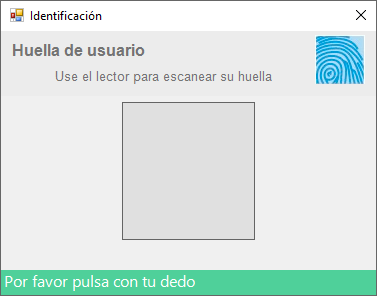 Identificación
Huella de usuario
Use el lector para escanear su huella
Por favor pulsa con tu dedo